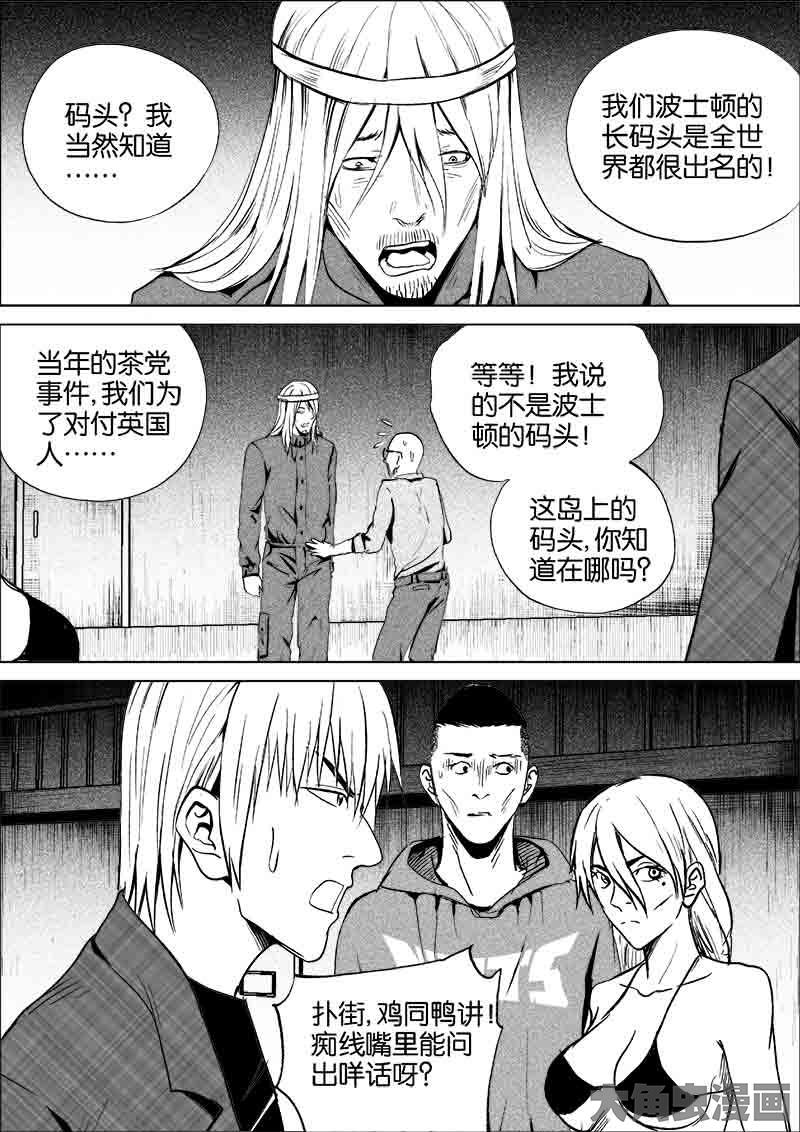 码头？我
当然知道
……
我们波士顿的
长码头是全世
界都很出名的！
当年的茶党
事件，我们为
了对付英国
人……
等等！我说
的不是波士
顿的码头！
这岛上的
码头，你知
道在哪吗？
扑街，鸡同鸭讲！
痴线嘴里能问
出咩话呀？
大角虫漫画